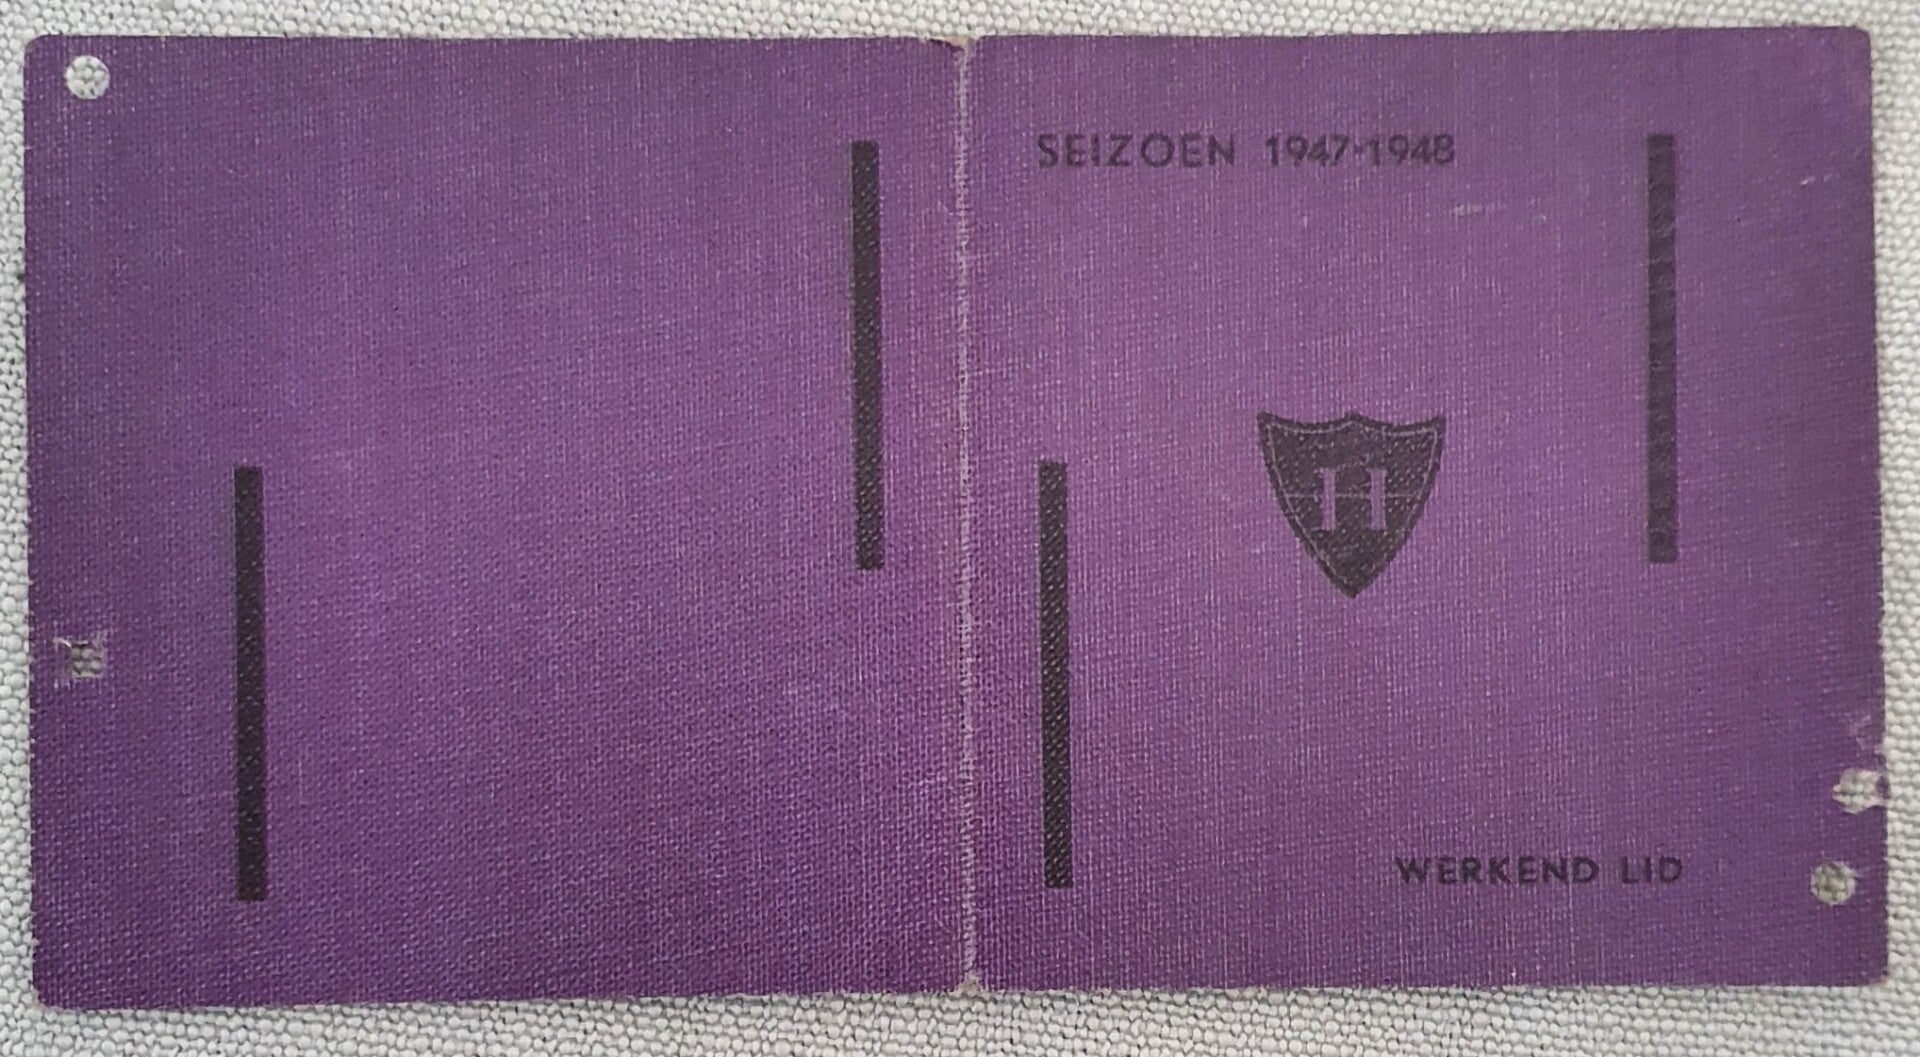 SEIZOEN 1947-1948
H
WERKEND LID